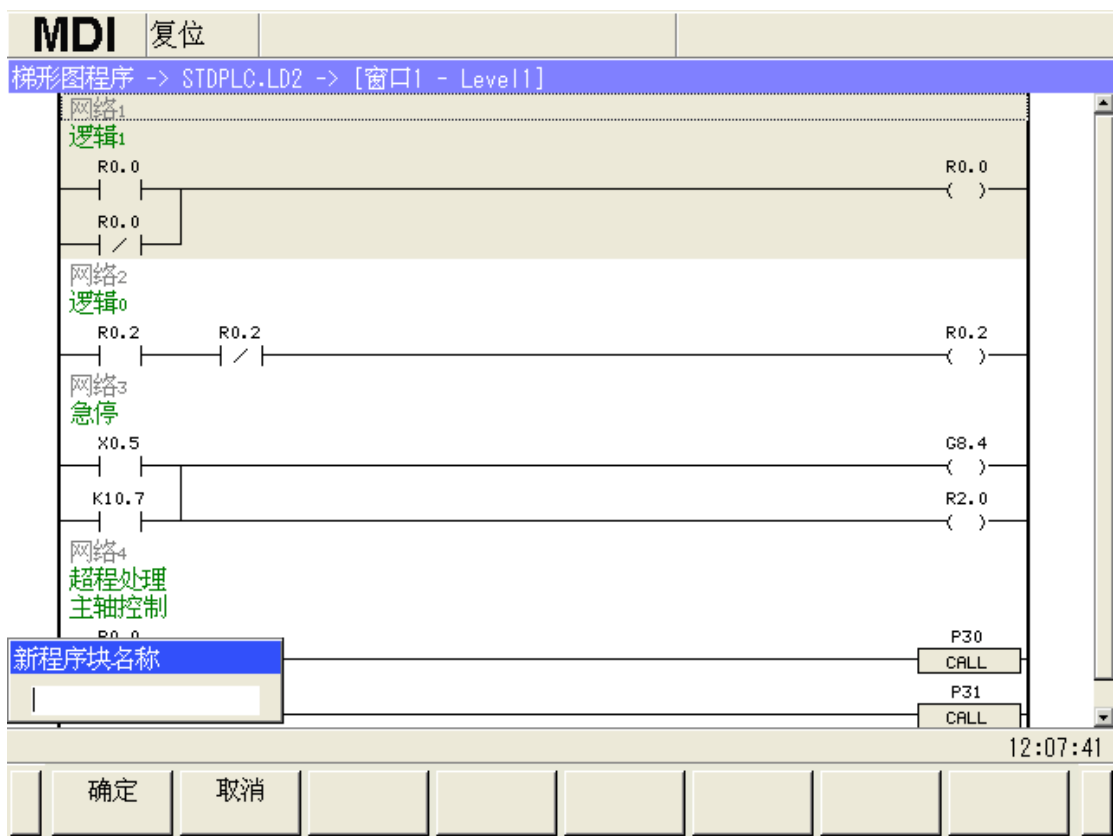 MDI 复位
梯形图程序 -> STDPLC.LD2 -> [窗口1 - Level1]
网络1
逻辑1
R0.0 R0.0
R0.0
网络2
逻辑0
R0.2 R0.2 R0.2
网络3
急停
X0.5 G8.4
K10.7 R2.0
网络4
超程处理
主轴控制
R0.0 P30
新程序块名称
CALL
P31
CALL
12:07:41
确定 取消